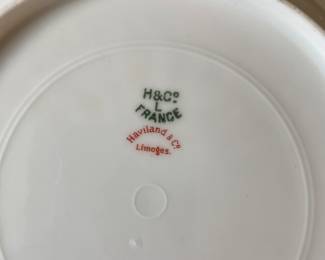 H&Co
L
FRANCE
Haviland & Co
Limoges.